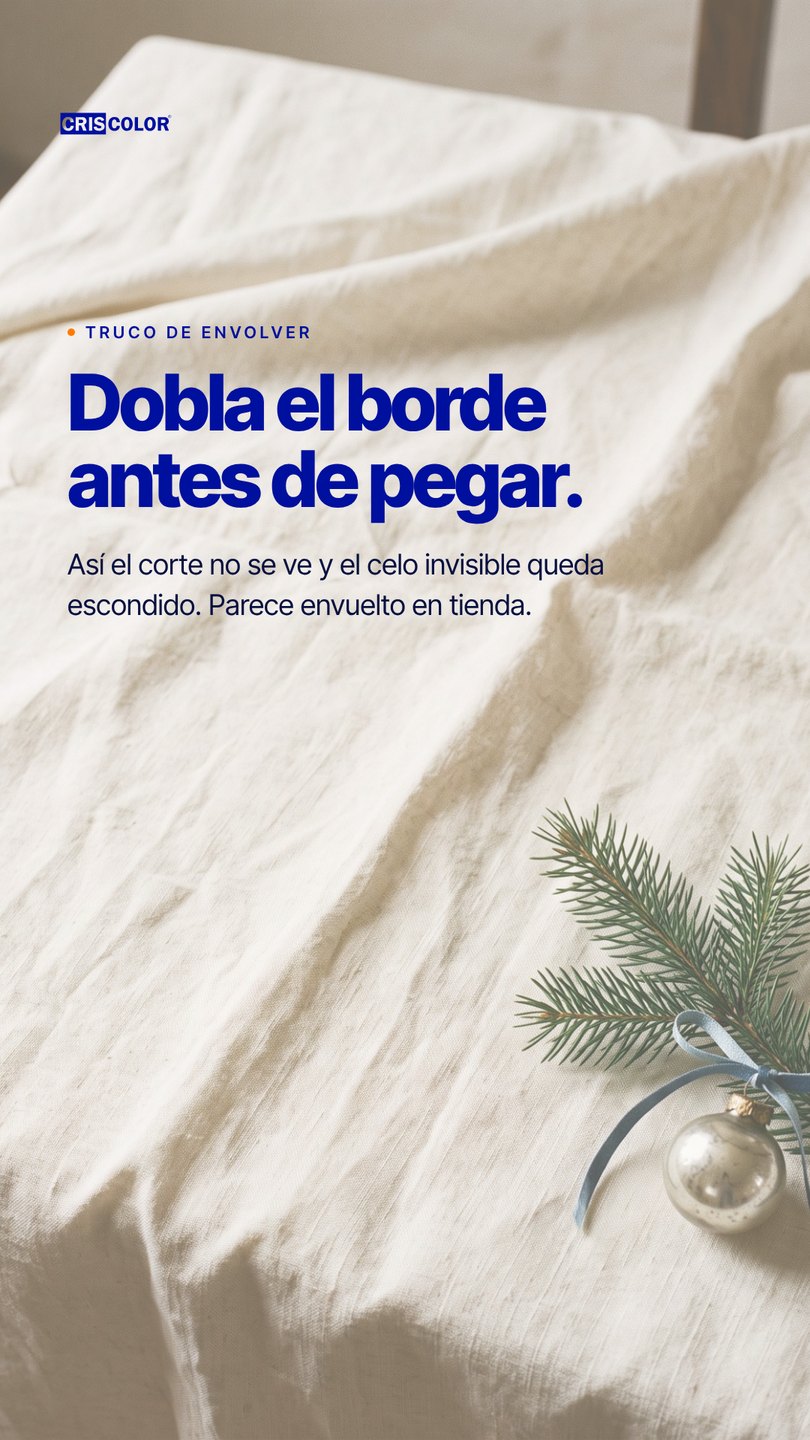 CRISCOLOR®
TRUCO DE ENVOLVER
Dobla el borde
antes de pegar.
Así el corte no se ve y el celo invisible queda
escondido. Parece envuelto en tienda.